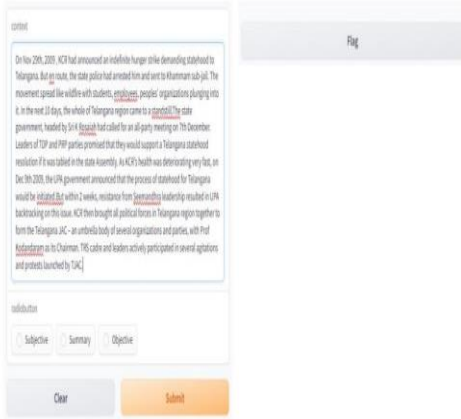 context
On Nov 29th, 2009 , KCR had announced an indefinite hunger strike demanding statehood to
Telangana. But en route, the state police had arrested him and sent to Khammam sub-jail. The
movement spread like wildfire with students, employees, peoples' organizations plunging into
it. In the next 10 days, the whole of Telangana region came to a standstill.The state
government, headed by Sri K Rosaiah had called for an all-party meeting on 7th December.
Leaders of TDP and PRP parties promised that they would support a Telangana statehood
resolution if it was tabled in the state Assembly. As KCR's health was deteriorating very fast, on
Dec 9th 2009, the UPA government announced that the process of statehood for Telangana
would be initiated.But within 2 weeks, resistance from Seemandhra leadership resulted in UPA
backtracking on this issue. KCR then brought all political forces in Telangana region together to
form the Telangana JAC - an umbrella body of several organizations and parties, with Prof
Kodandaram as its Chairman. TRS cadre and leaders actively participated in several agitations
and protests launched by TJAC.
radiobutton
Subjective Summary Objective
Clear Submit
Flag